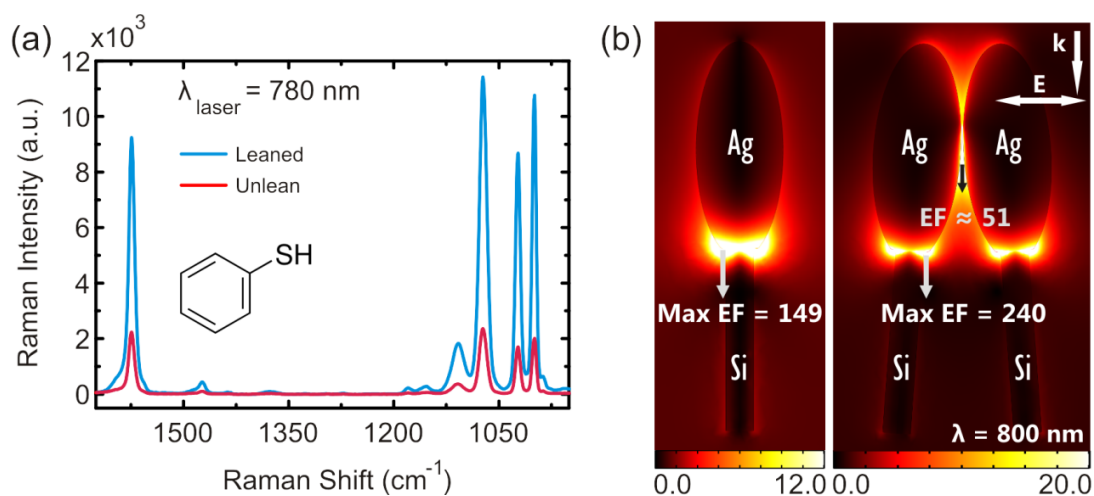 (a)
x10³
12
10
8
6
4
2
0
Raman Intensity (a.u.)
λ laser = 780 nm
Leaned
Unlean
SH
1500
1350
1200
1050
Raman Shift (cm⁻¹)
(b)
Ag
Max EF = 149
Si
0.0
12.0
k
E
Ag
Ag
EF ≈ 51
Max EF = 240
Si
Si
λ = 800 nm
0.0
20.0